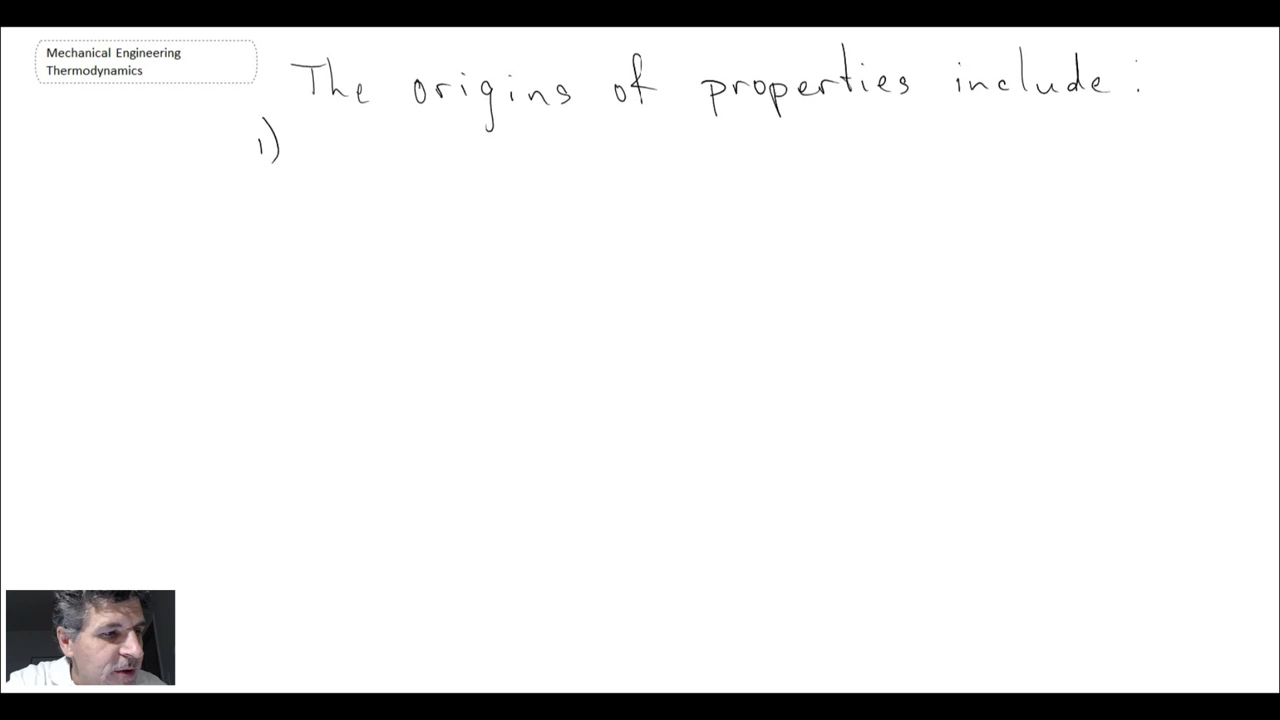 Mechanical Engineering
Thermodynamics
The origins of properties include:
1)